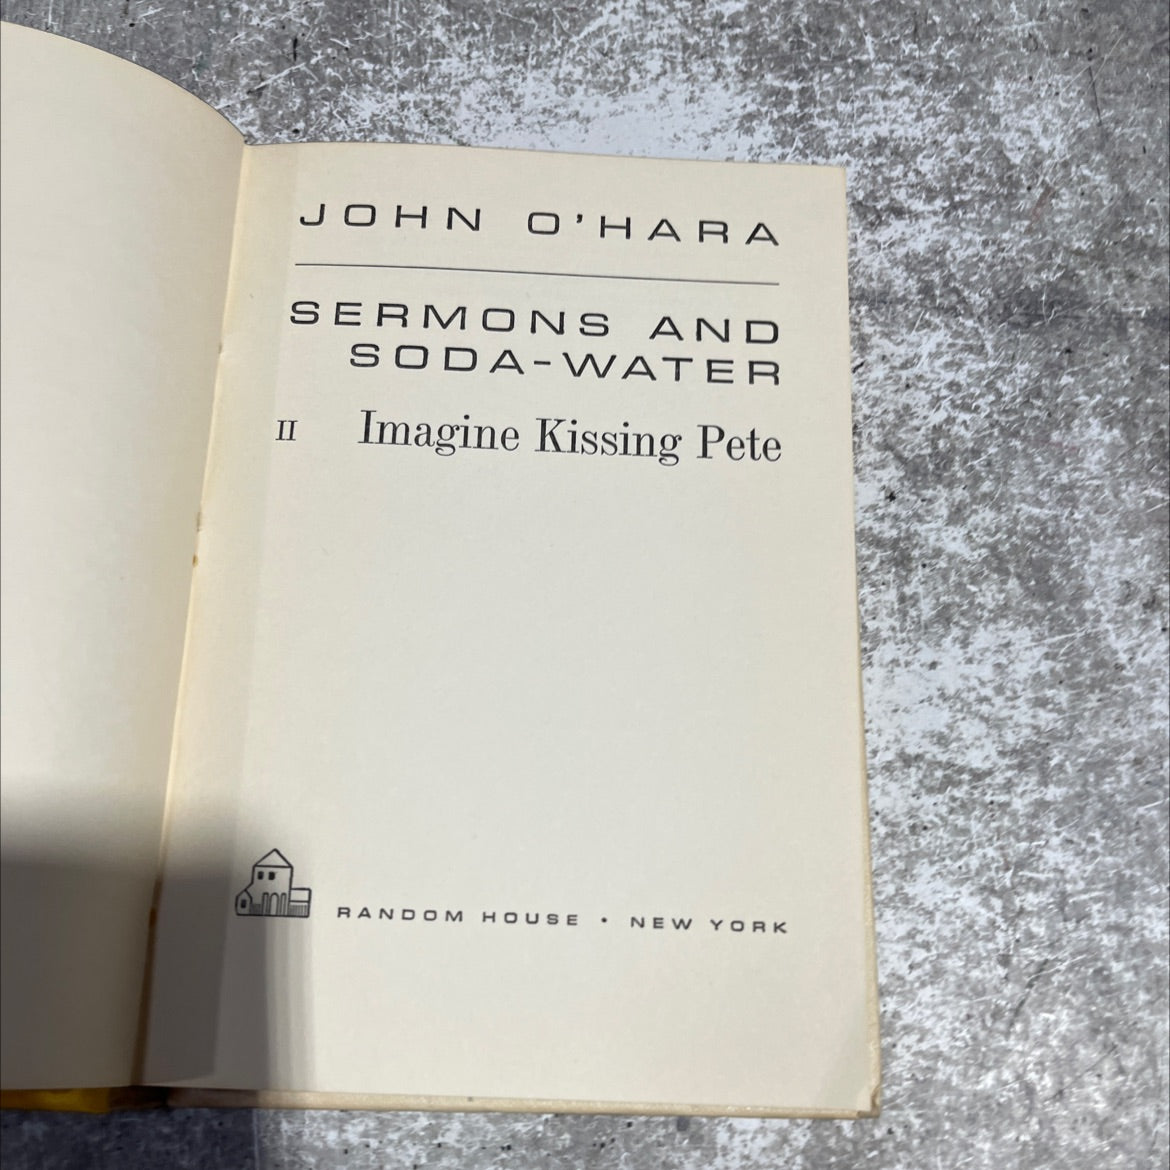 JOHN O'HARA
SERMONS AND
SODA-WATER
II Imagine Kissing Pete
RANDOM HOUSE • NEW YORK